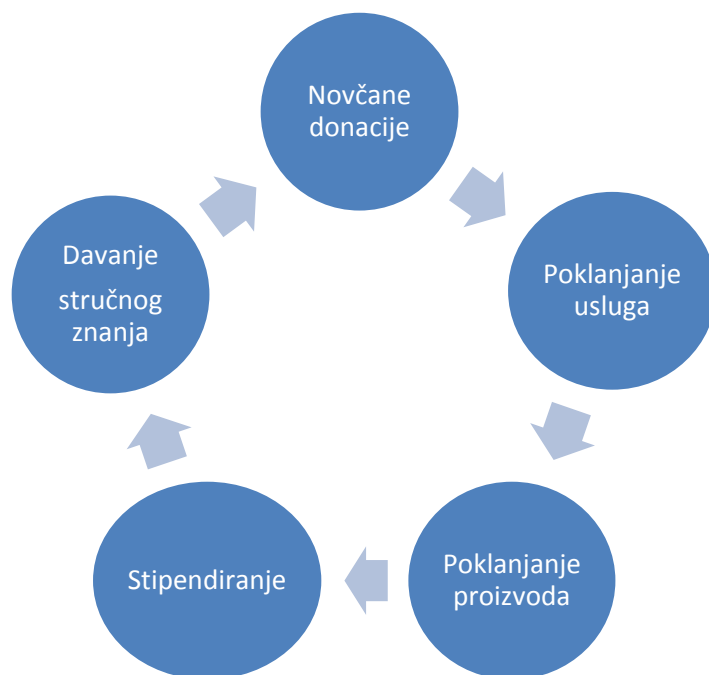 Novčane
donacije
Poklanjanje
usluga
Poklanjanje
proizvoda
Stipendiranje
Davanje
stručnog
znanja